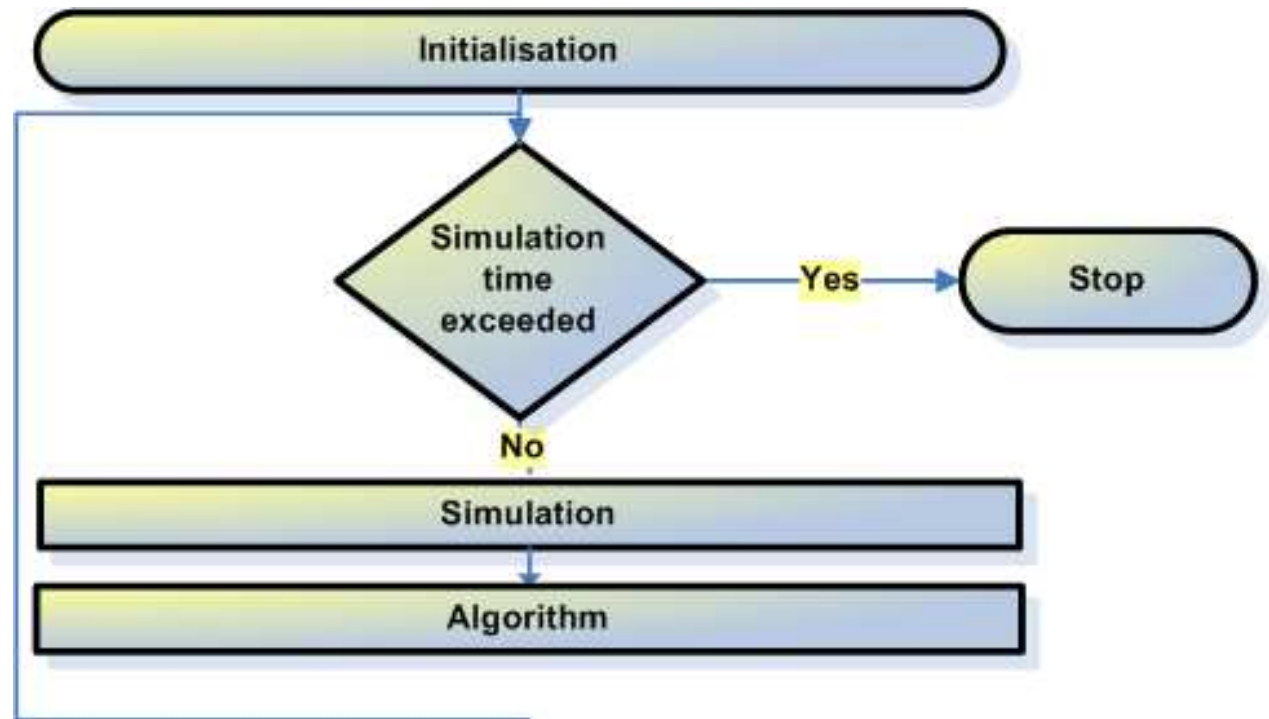 Initialisation
Simulation
time
exceeded
Yes
Stop
No
Simulation
Algorithm